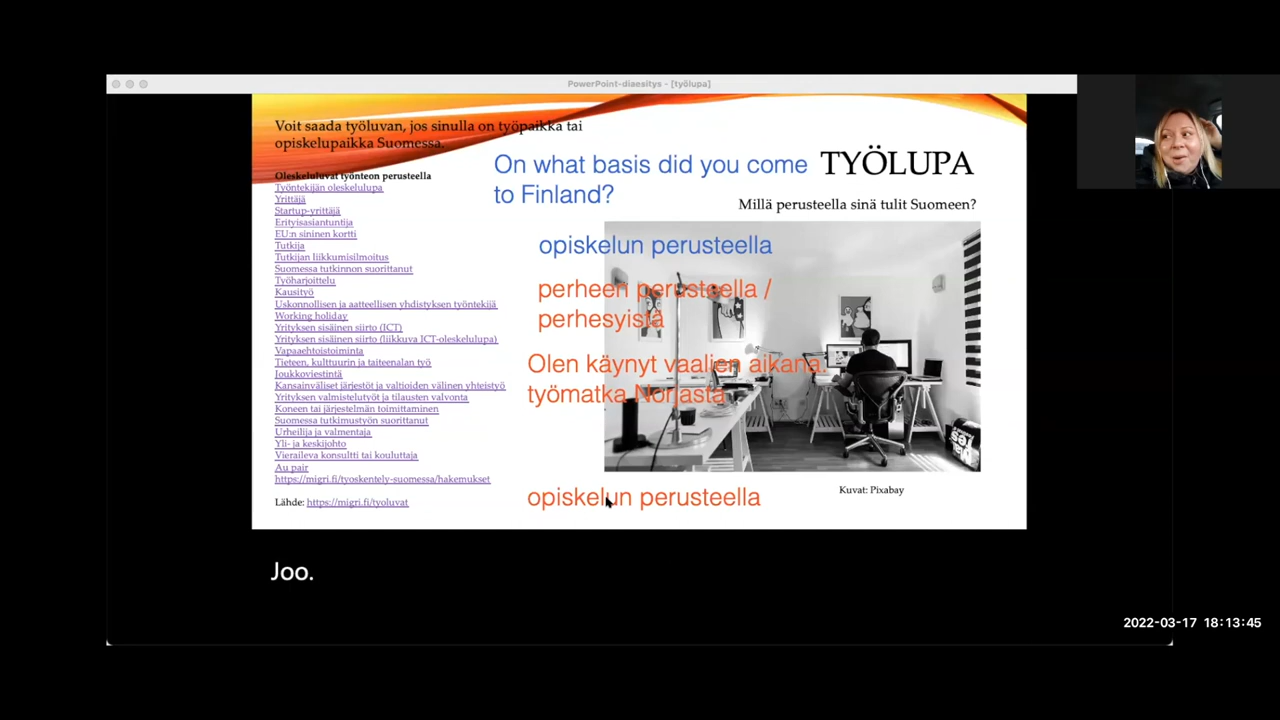 PowerPoint-diaesitys - [työlupa]
Voit saada työluvan, jos sinulla on työpaikka tai
opiskelupaikka Suomessa.
Oleskeluluvat työnteon perusteella
Työntekijän oleskelulupa
Yrittäjä
Startup-yrittäjä
Erityisasiantuntija
EU:n sininen kortti
Tutkija
Tutkijan liikkumisilmoitus
Suomessa tutkinnon suorittanut
Työharjoittelu
Kausityö
Uskonnollisen ja aatteellisen yhdistyksen työntekijä
Working holiday
Yrityksen sisäinen siirto (ICT)
Yrityksen sisäinen siirto (liikkuva ICT-oleskelulupa)
Vapaaehtoistoiminta
Tieteen, kulttuurin ja taiteenalan työ
Joukkoviestintä
Kansainväliset järjestöt ja valtioiden välinen yhteistyö
Yrityksen valmistelutyöt ja tilausten valvonta
Koneen tai järjestelmän toimittaminen
Suomessa tutkimustyön suorittanut
Urheilija ja valmentaja
Yli- ja keskijohto
Vieraileva konsultti tai kouluttaja
Au pair
https://migri.fi/tyoskentely-suomessa/hakemukset
Lähde: https://migri.fi/tyoluvat
On what basis did you come
to Finland?
TYÖLUPA
Millä perusteella sinä tulit Suomeen?
opiskelun perusteella
perheen perusteella /
perhesyistä
Olen käynyt vaalien aikana.
työmatka Norjasta
opiskelun perusteella
Kuvat: Pixabay
Joo.
2022-03-17 18:13:45